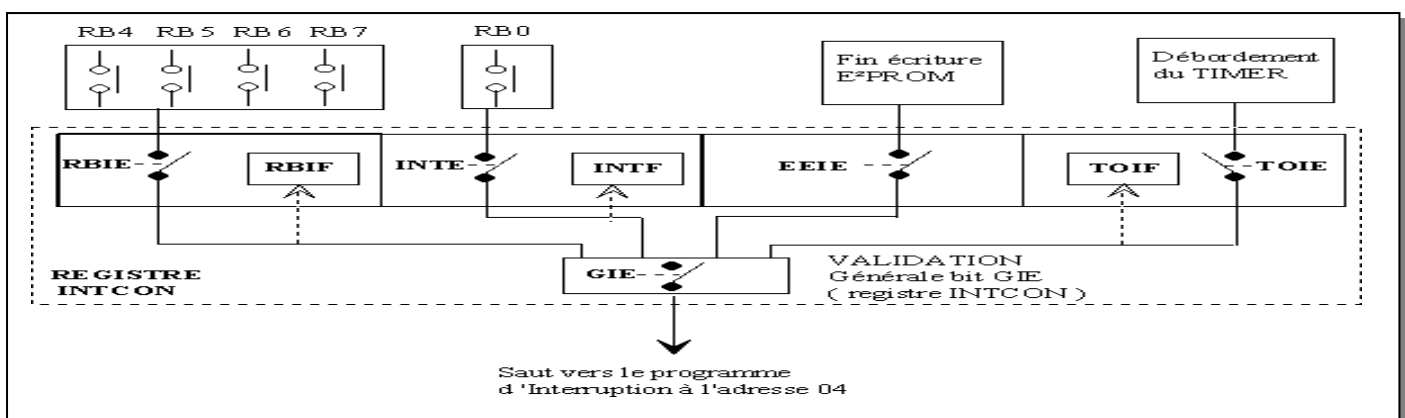 RB4 RB5 RB6 RB7
RB0
Fin écriture
E²PROM
Débordement
du TIMER
RBIE
RBIF
INTE
INTF
EEIE
TOIF
TOIE
GIE
REGISTRE
INTCON
VALIDATION
Générale bit GIE
( registre INTCON )
Saut vers le programme
d 'Interruption à l'adresse 04